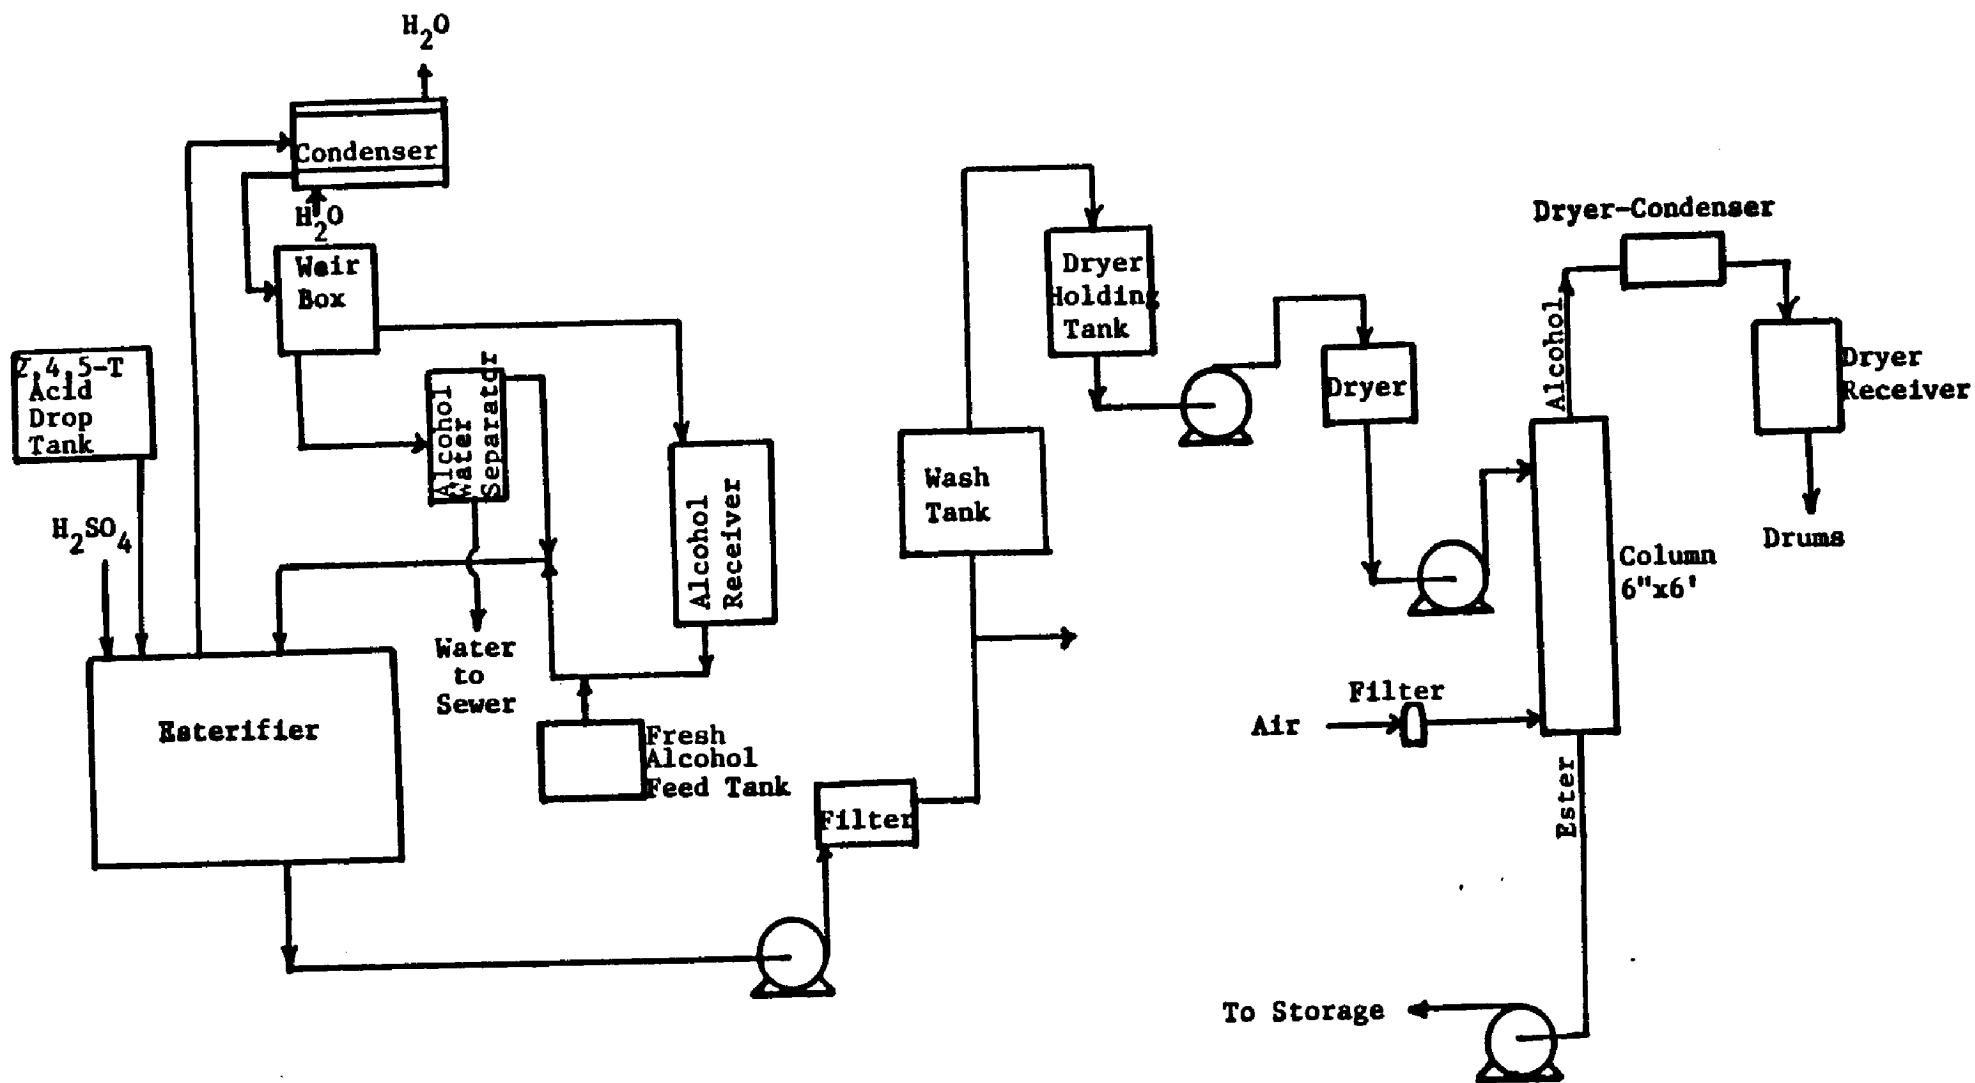 H2O
Condenser
H2O
Weir
Box
2,4,5-T
Acid
Drop
Tank
H2SO4
Alcohol
Water
Separator
Alcohol
Receiver
Water
to
Sewer
Esterifier
Fresh
Alcohol
Feed Tank
Filter
Wash
Tank
Dryer
Holding
Tank
Dryer
Dryer-Condenser
Alcohol
Dryer
Receiver
Drums
Column
6"x6'
Filter
Air
Ester
To Storage